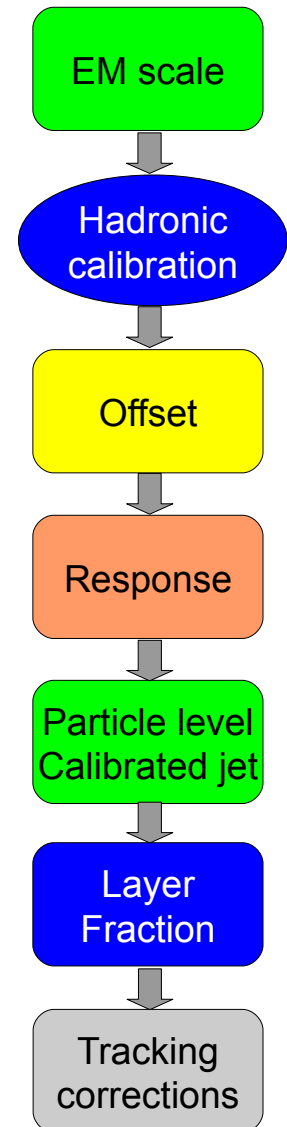 EM scale
Hadronic
calibration
Offset
Response
Particle level
Calibrated jet
Layer
Fraction
Tracking
corrections